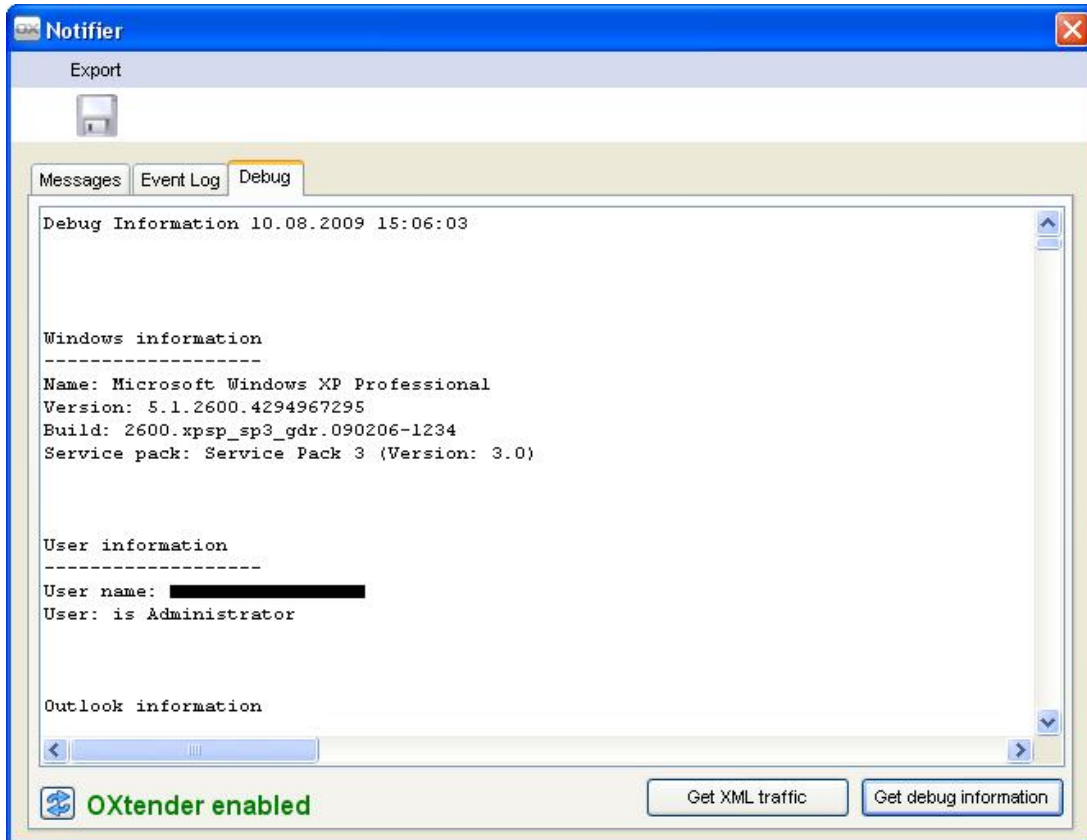 OX Notifier
Export
Messages Event Log Debug
Debug Information 10.08.2009 15:06:03
Windows information
-------------------
Name: Microsoft Windows XP Professional
Version: 5.1.2600.4294967295
Build: 2600.xpsp_sp3_gdr.090206-1234
Service pack: Service Pack 3 (Version: 3.0)
User information
-------------------
User name:
User: is Administrator
Outlook information
OXtender enabled Get XML traffic Get debug information